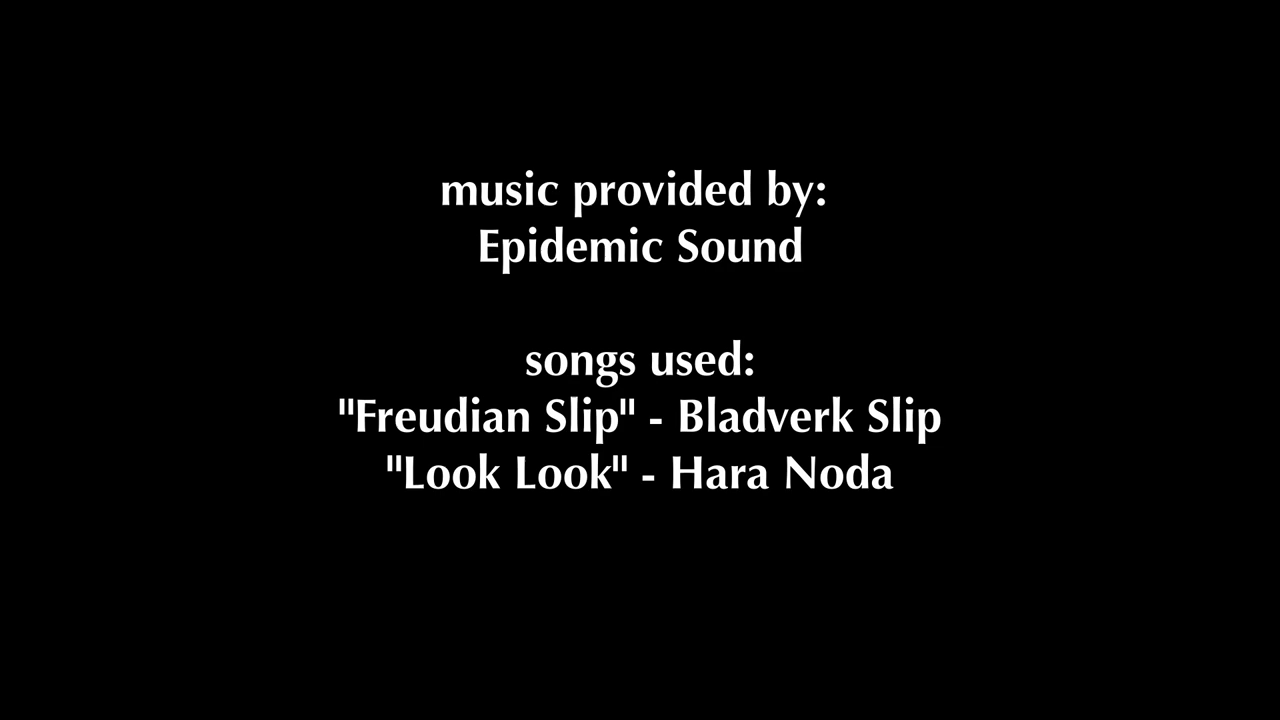 music provided by:
Epidemic Sound
songs used:
"Freudian Slip" - Bladverk Slip
"Look Look" - Hara Noda